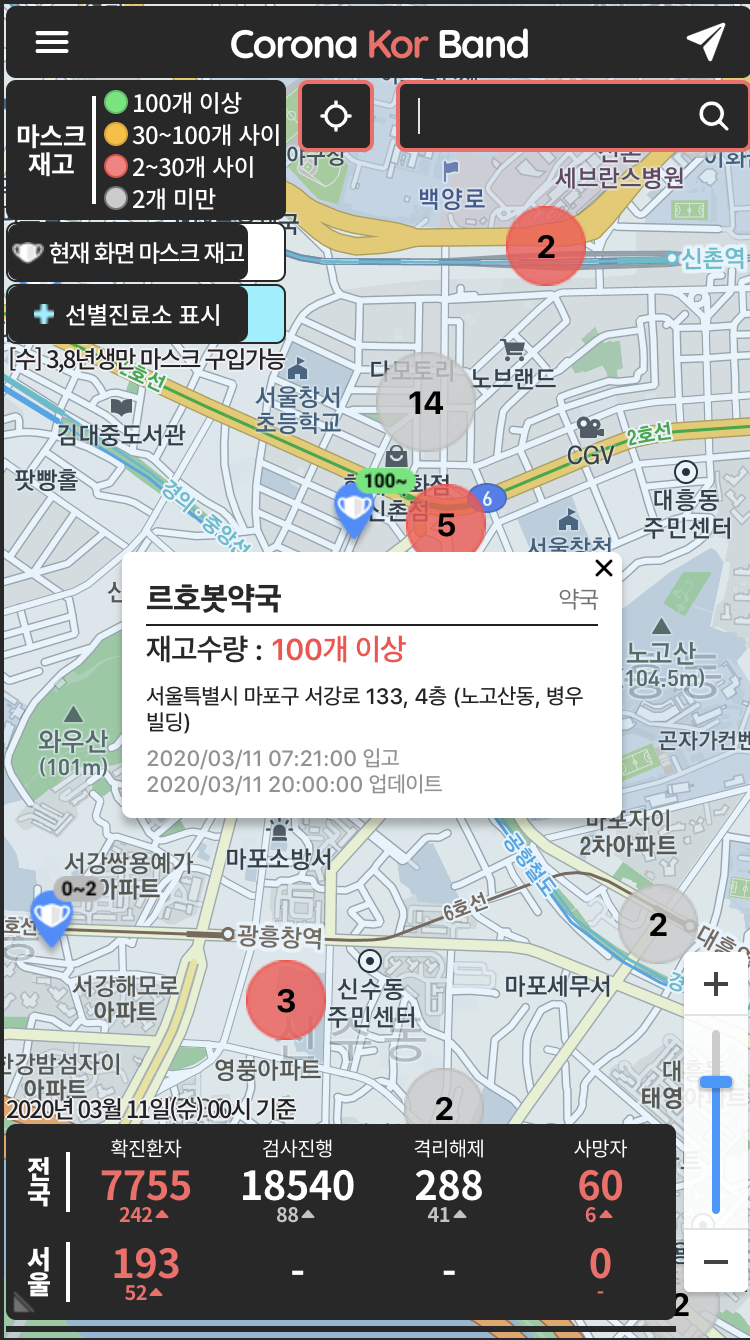 Corona Kor Band
마스크
재고
100개 이상
30~100개 사이
2~30개 사이
2개 미만
백양로
세브란스병원
2
신촌역
현재 화면 마스크 재고
선별진료소 표시
[수] 3,8년생만 마스크 구입가능
2호선
다모토리
노브랜드
14
서울창서
초등학교
김대중도서관
CGV
2호선
팟빵홀
100~
신촌점
6
5
대흥동
주민센터
경의·중앙선
르호봇약국
약국
재고수량 : 100개 이상
서울특별시 마포구 서강로 133, 4층 (노고산동, 병우
빌딩)
2020/03/11 07:21:00 입고
2020/03/11 20:00:00 업데이트
노고산
(104.5m)
와우산
(101m)
마포자이
2차아파트
마포소방서
서강쌍용예가
아파트
0~2
공항철도
6호선
2
호선
광흥창역
서강해모로
아파트
3
신수동
주민센터
마포세무서
영풍아파트
한강밤섬자이
아파트
대
태영
2
2020년 03월 11일(수) 00시 기준
전국
확진환자
검사진행
격리해제
사망자
7755
18540
288
60
242
88
41
6
서울
193
-
-
0
52
-
2